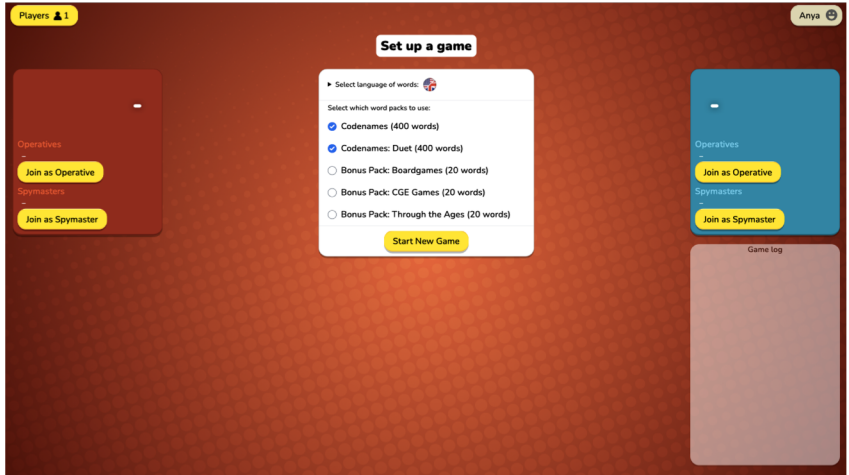 Players 1
Anya
Set up a game
-
Operatives
–
Join as Operative
Spymasters
–
Join as Spymaster
Select language of words:
Select which word packs to use:
Codenames (400 words)
Codenames: Duet (400 words)
Bonus Pack: Boardgames (20 words)
Bonus Pack: CGE Games (20 words)
Bonus Pack: Through the Ages (20 words)
Start New Game
-
Operatives
–
Join as Operative
Spymasters
–
Join as Spymaster
Game log